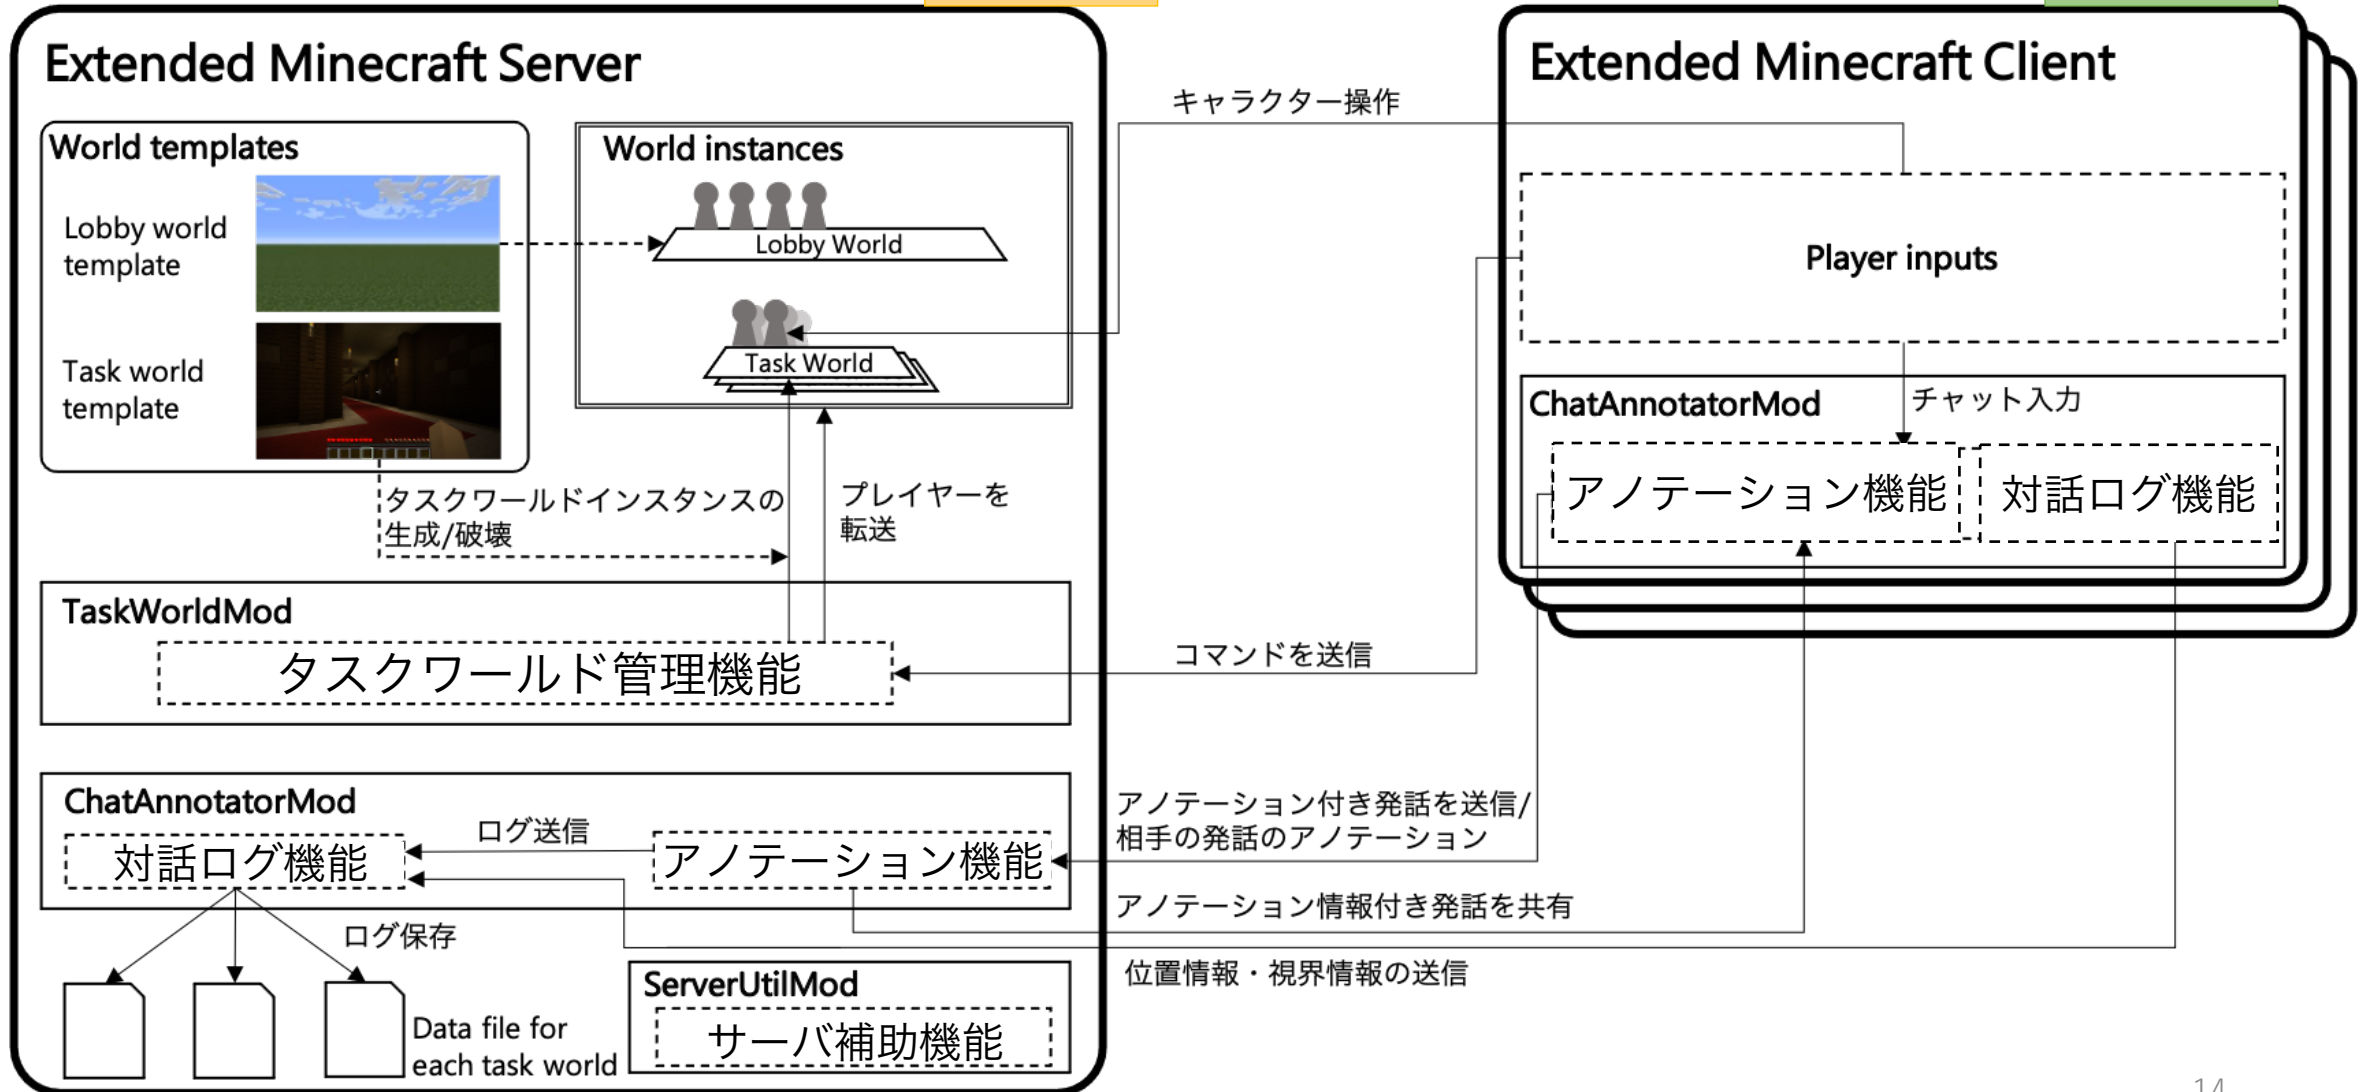 Extended Minecraft Server
World templates
Lobby world
template
Task world
template
World instances
Lobby World
Task World
タスクワールドインスタンスの
生成/破壊
プレイヤーを
転送
TaskWorldMod
タスクワールド管理機能
ChatAnnotatorMod
対話ログ機能
ログ送信
アノテーション機能
ログ保存
Data file for
each task world
ServerUtilMod
サーバ補助機能
キャラクター操作
コマンドを送信
アノテーション付き発話を送信/
相手の発話のアノテーション
アノテーション情報付き発話を共有
位置情報・視界情報の送信
Extended Minecraft Client
Player inputs
チャット入力
ChatAnnotatorMod
アノテーション機能
対話ログ機能
14